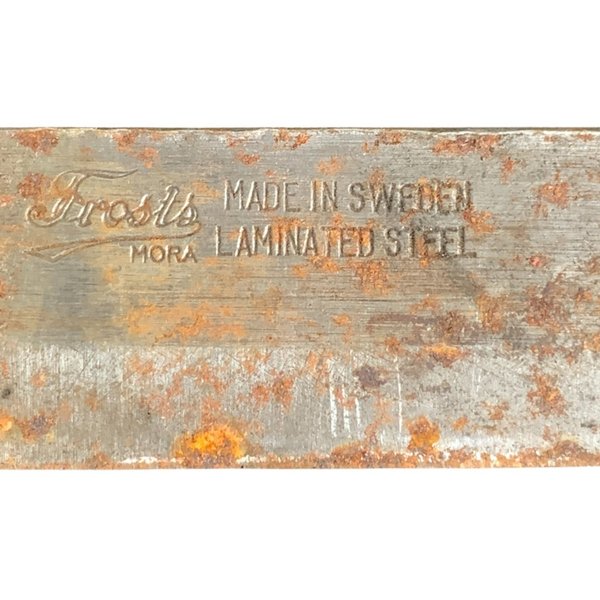 Frosts MADE IN SWEDEN
MORA LAMINATED STEEL